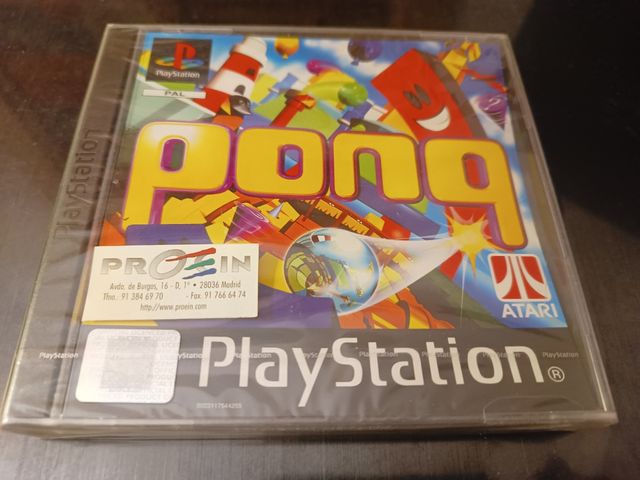 PlayStation
PAL
PlayStation
pong
PROEIN
Avda. de Burgos, 16 - D, 1º • 28036 Madrid
Tfno. 91 384 69 70 - Fax. 91 766 64 74
http://www.proein.com
ATARI
PlayStation
PlayStation®